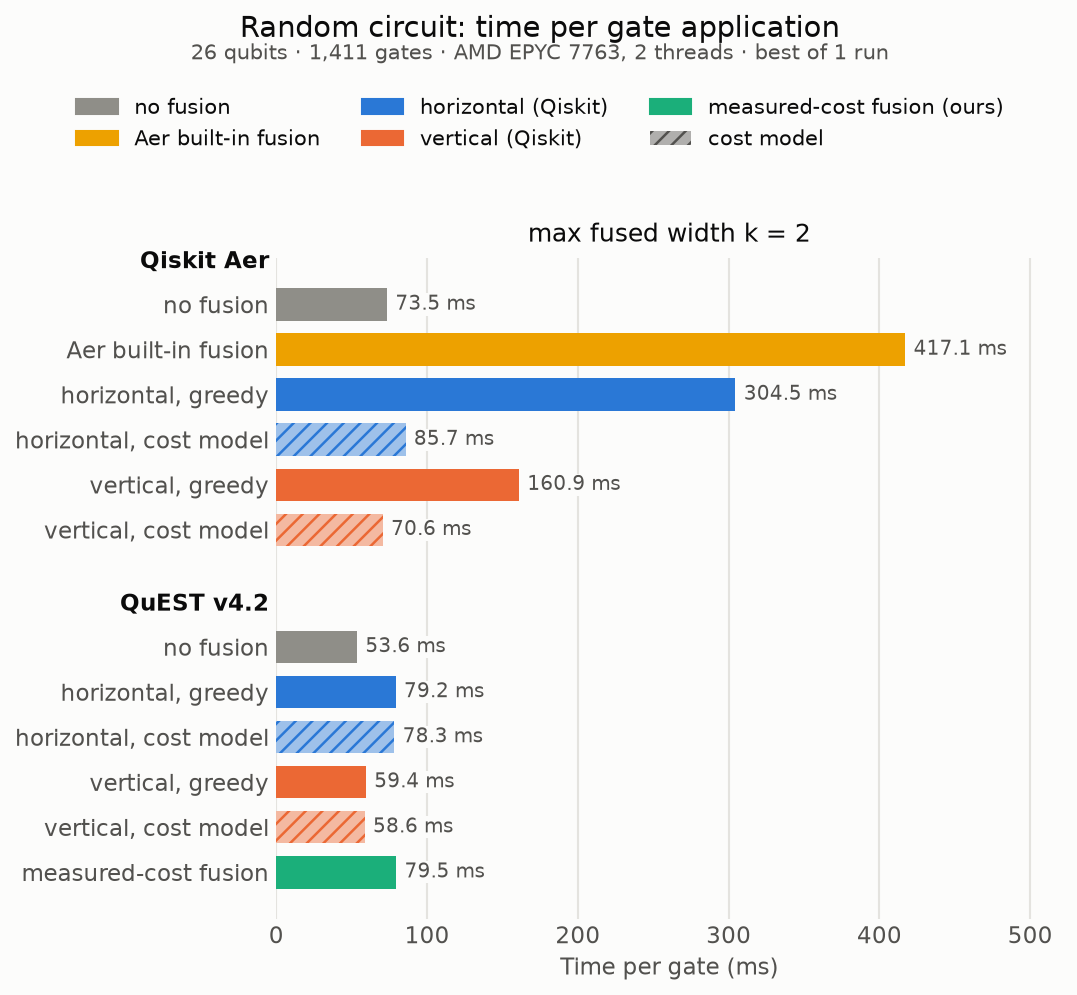 Random circuit: time per gate application
26 qubits · 1,411 gates · AMD EPYC 7763, 2 threads · best of 1 run
no fusion
horizontal (Qiskit)
measured-cost fusion (ours)
Aer built-in fusion
vertical (Qiskit)
cost model
max fused width k = 2
Qiskit Aer
no fusion 73.5 ms
Aer built-in fusion 417.1 ms
horizontal, greedy 304.5 ms
horizontal, cost model 85.7 ms
vertical, greedy 160.9 ms
vertical, cost model 70.6 ms
QuEST v4.2
no fusion 53.6 ms
horizontal, greedy 79.2 ms
horizontal, cost model 78.3 ms
vertical, greedy 59.4 ms
vertical, cost model 58.6 ms
measured-cost fusion 79.5 ms
0 100 200 300 400 500
Time per gate (ms)